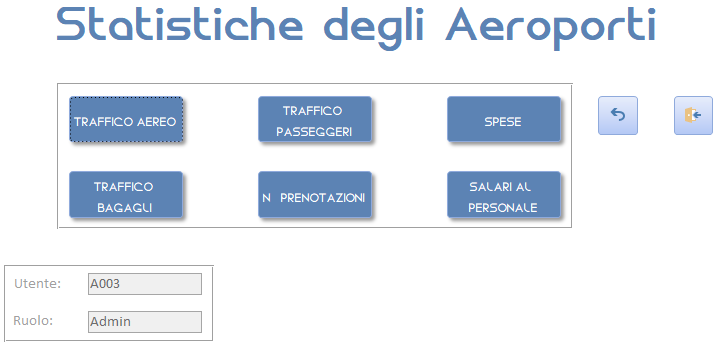 Statistiche degli Aeroporti
TRAFFICO AEREO
TRAFFICO
PASSEGGERI
SPESE
TRAFFICO
BAGAGLI
N PRENOTAZIONI
SALARI AL
PERSONALE
Utente: A003
Ruolo: Admin